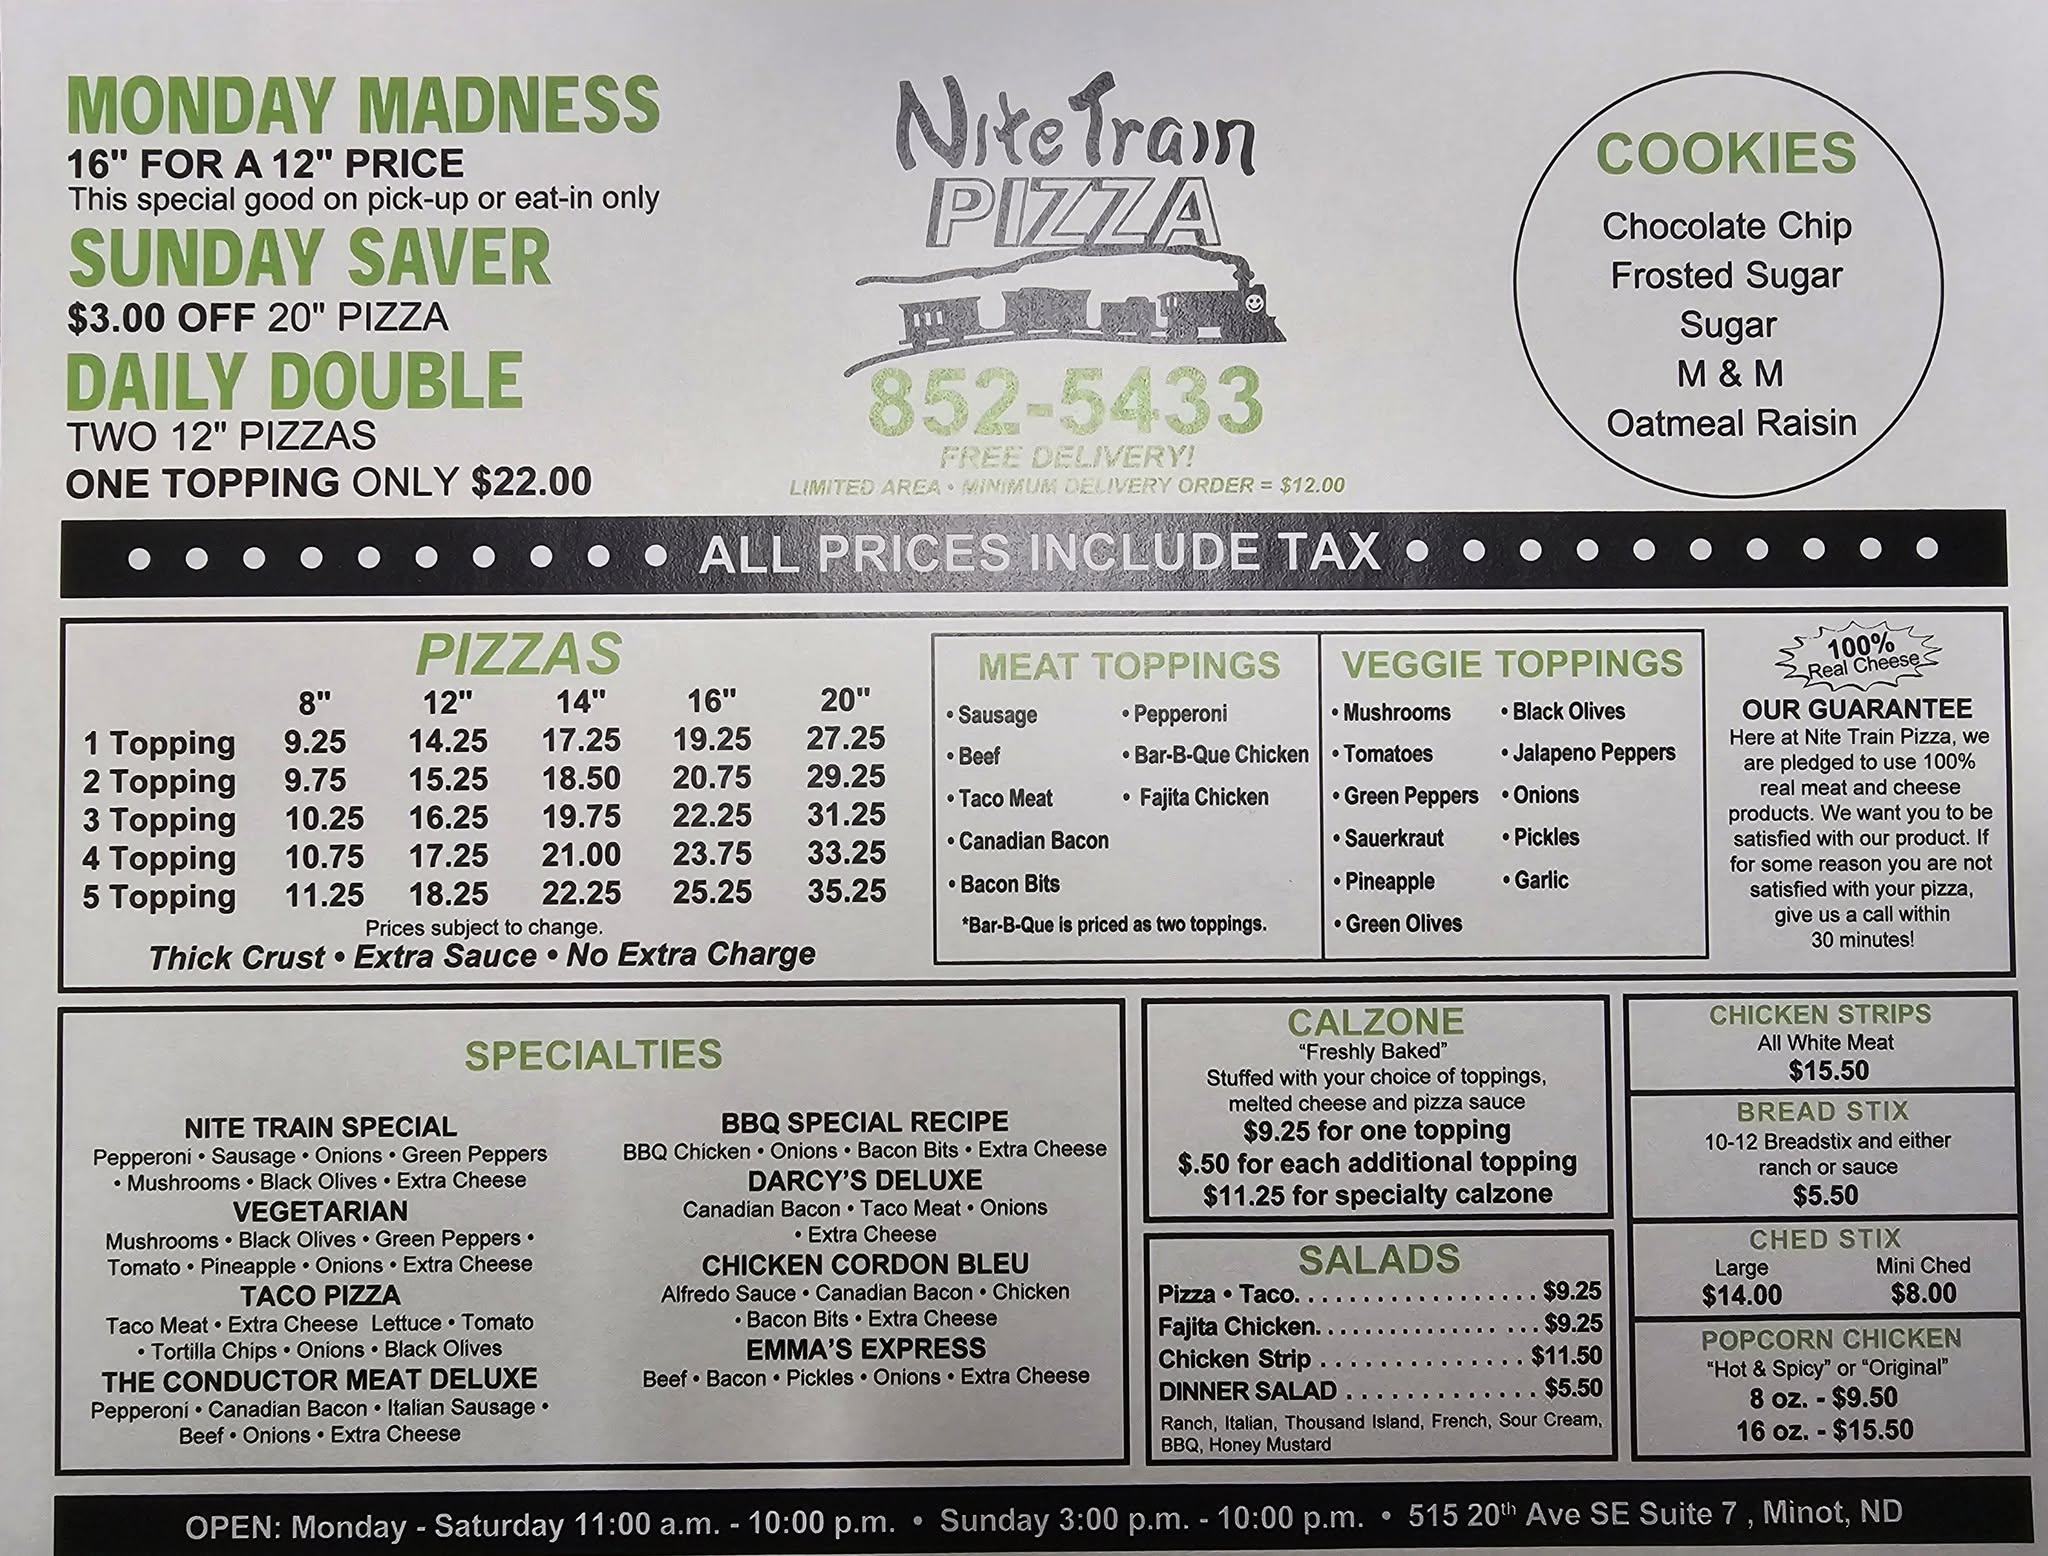 MONDAY MADNESS
16" FOR A 12" PRICE
This special good on pick-up or eat-in only
SUNDAY SAVER
$3.00 OFF 20" PIZZA
DAILY DOUBLE
TWO 12" PIZZAS
ONE TOPPING ONLY $22.00
Nite Train
PIZZA
852-5433
FREE DELIVERY!
LIMITED AREA • MINIMUM DELIVERY ORDER = $12.00
COOKIES
Chocolate Chip
Frosted Sugar
Sugar
M & M
Oatmeal Raisin
• • • • • • • • • • ALL PRICES INCLUDE TAX • • • • • • • • • •
PIZZAS
8" 12" 14" 16" 20"
1 Topping 9.25 14.25 17.25 19.25 27.25
2 Topping 9.75 15.25 18.50 20.75 29.25
3 Topping 10.25 16.25 19.75 22.25 31.25
4 Topping 10.75 17.25 21.00 23.75 33.25
5 Topping 11.25 18.25 22.25 25.25 35.25
Prices subject to change.
Thick Crust • Extra Sauce • No Extra Charge
MEAT TOPPINGS
• Sausage • Pepperoni
• Beef • Bar-B-Que Chicken
• Taco Meat • Fajita Chicken
• Canadian Bacon
• Bacon Bits
*Bar-B-Que is priced as two toppings.
VEGGIE TOPPINGS
• Mushrooms • Black Olives
• Tomatoes • Jalapeno Peppers
• Green Peppers • Onions
• Sauerkraut • Pickles
• Pineapple • Garlic
• Green Olives
100%
Real Cheese
OUR GUARANTEE
Here at Nite Train Pizza, we
are pledged to use 100%
real meat and cheese
products. We want you to be
satisfied with our product. If
for some reason you are not
satisfied with your pizza,
give us a call within
30 minutes!
SPECIALTIES
NITE TRAIN SPECIAL
Pepperoni • Sausage • Onions • Green Peppers
• Mushrooms • Black Olives • Extra Cheese
VEGETARIAN
Mushrooms • Black Olives • Green Peppers •
Tomato • Pineapple • Onions • Extra Cheese
TACO PIZZA
Taco Meat • Extra Cheese Lettuce • Tomato
• Tortilla Chips • Onions • Black Olives
THE CONDUCTOR MEAT DELUXE
Pepperoni • Canadian Bacon • Italian Sausage •
Beef • Onions • Extra Cheese
BBQ SPECIAL RECIPE
BBQ Chicken • Onions • Bacon Bits • Extra Cheese
DARCY'S DELUXE
Canadian Bacon • Taco Meat • Onions
• Extra Cheese
CHICKEN CORDON BLEU
Alfredo Sauce • Canadian Bacon • Chicken
• Bacon Bits • Extra Cheese
EMMA'S EXPRESS
Beef • Bacon • Pickles • Onions • Extra Cheese
CALZONE
"Freshly Baked"
Stuffed with your choice of toppings,
melted cheese and pizza sauce
$9.25 for one topping
$.50 for each additional topping
$11.25 for specialty calzone
SALADS
Pizza • Taco. . . . . . . . . . . . . . . . . . $9.25
Fajita Chicken. . . . . . . . . . . . . . . . . $9.25
Chicken Strip . . . . . . . . . . . . . . $11.50
DINNER SALAD . . . . . . . . . . . . . $5.50
Ranch, Italian, Thousand Island, French, Sour Cream,
BBQ, Honey Mustard
CHICKEN STRIPS
All White Meat
$15.50
BREAD STIX
10-12 Breadstix and either
ranch or sauce
$5.50
CHED STIX
Large Mini Ched
$14.00 $8.00
POPCORN CHICKEN
"Hot & Spicy" or "Original"
8 oz. - $9.50
16 oz. - $15.50
OPEN: Monday - Saturday 11:00 a.m. - 10:00 p.m. • Sunday 3:00 p.m. - 10:00 p.m. • 515 20th Ave SE Suite 7 , Minot, ND